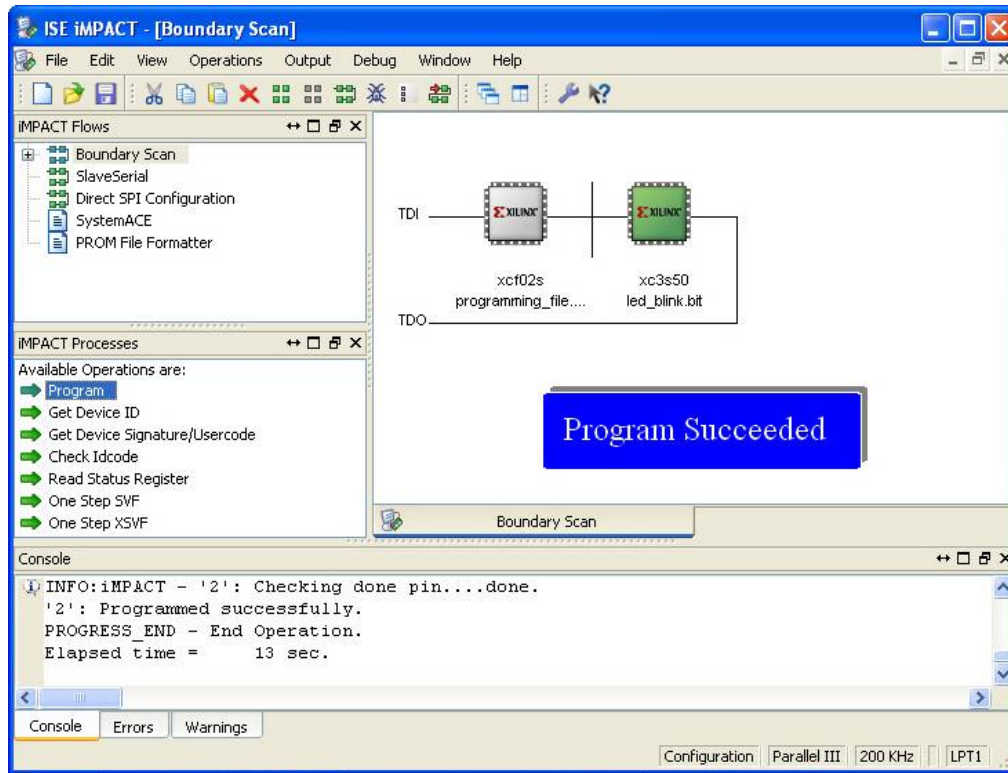 ISE iMPACT - [Boundary Scan]
File Edit View Operations Output Debug Window Help
iMPACT Flows
Boundary Scan
SlaveSerial
Direct SPI Configuration
SystemACE
PROM File Formatter
iMPACT Processes
Available Operations are:
Program
Get Device ID
Get Device Signature/Usercode
Check Idcode
Read Status Register
One Step SVF
One Step XSVF
TDI
XILINX
XILINX
xcf02s
programming_file....
xc3s50
led_blink.bit
TDO
Program Succeeded
Boundary Scan
Console
INFO:iMPACT - '2': Checking done pin....done.
'2': Programmed successfully.
PROGRESS_END - End Operation.
Elapsed time =     13 sec.
Console Errors Warnings
Configuration Parallel III 200 KHz LPT1